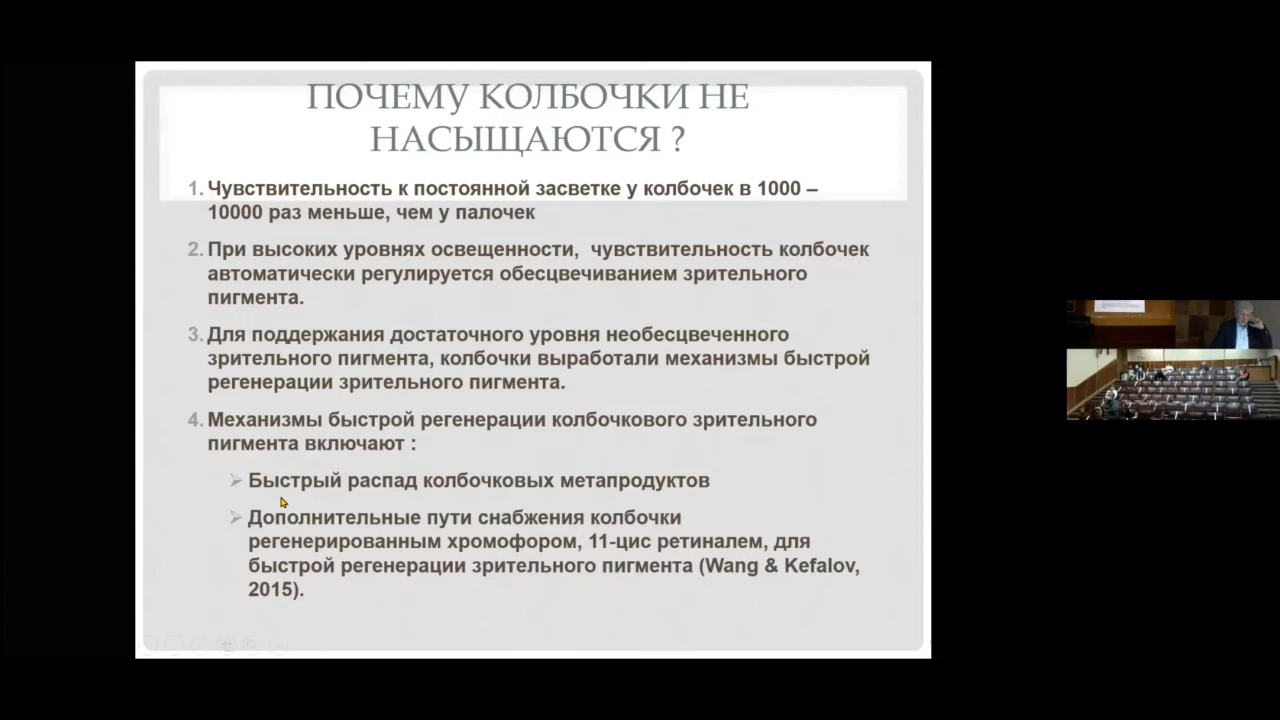 ПОЧЕМУ КОЛБОЧКИ НЕ
НАСЫЩАЮТСЯ ?
1. Чувствительность к постоянной засветке у колбочек в 1000 –
10000 раз меньше, чем у палочек
2. При высоких уровнях освещенности, чувствительность колбочек
автоматически регулируется обесцвечиванием зрительного
пигмента.
3. Для поддержания достаточного уровня необесцвеченного
зрительного пигмента, колбочки выработали механизмы быстрой
регенерации зрительного пигмента.
4. Механизмы быстрой регенерации колбочкового зрительного
пигмента включают :
Быстрый распад колбочковых метапродуктов
Дополнительные пути снабжения колбочки
регенерированным хромофором, 11-цис ретиналем, для
быстрой регенерации зрительного пигмента (Wang & Kefalov,
2015).